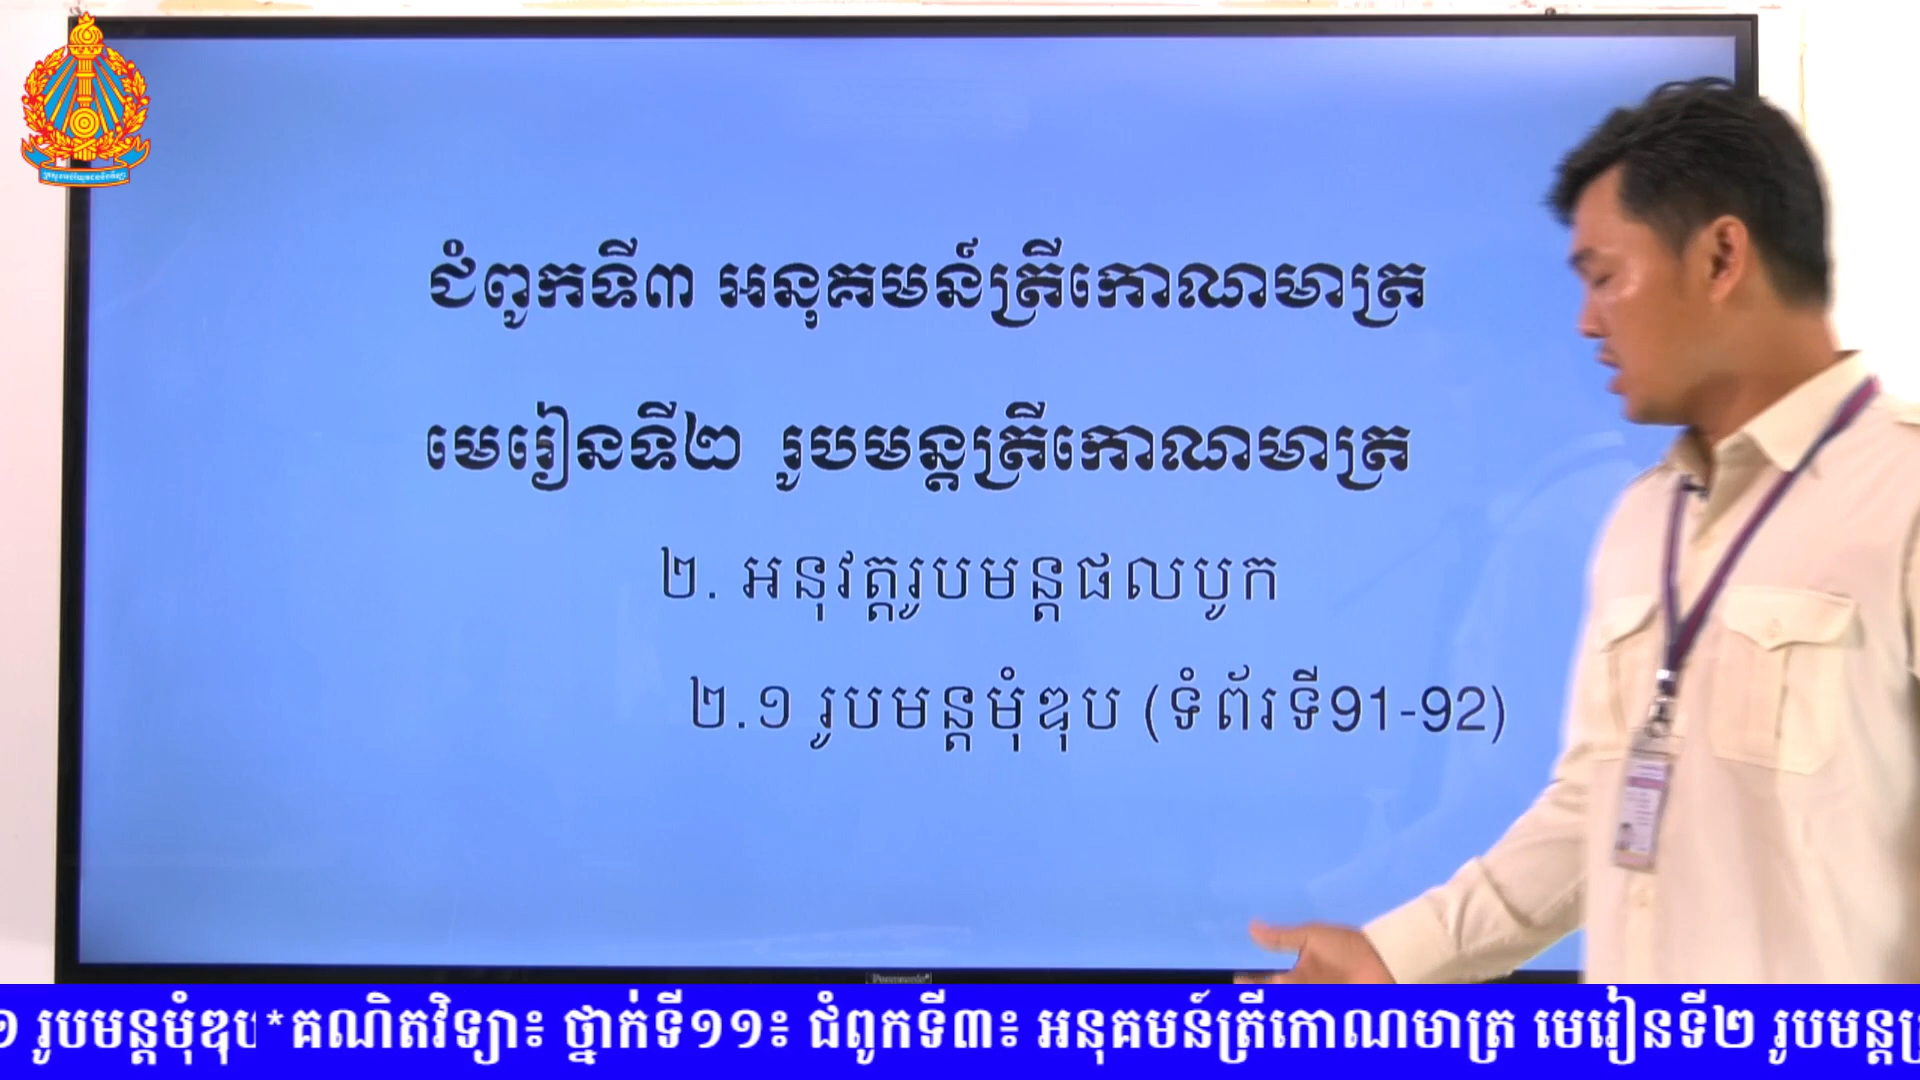 ជំពូកទី៣ អនុគមន៍ត្រីកោណមាត្រ
មេរៀនទី២ រូបមន្តត្រីកោណមាត្រ
២. អនុវត្តរូបមន្តផលបូក
២.១ រូបមន្តមុំឌុប (ទំព័រទី91-92)
១ រូបមន្តមុំឌុប*គណិតវិទ្យា៖ ថ្នាក់ទី១១៖ ជំពូកទី៣៖ អនុគមន៍ត្រីកោណមាត្រ មេរៀនទី២ រូបមន្ត